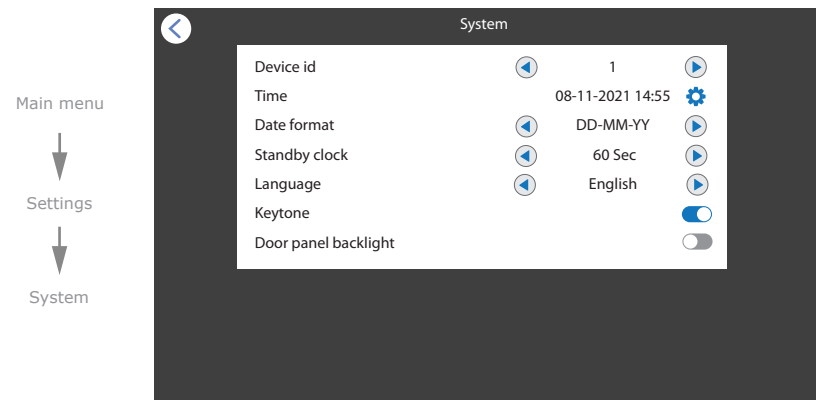 Main menu
Settings
System
System
Device id 1
Time 08-11-2021 14:55
Date format DD-MM-YY
Standby clock 60 Sec
Language English
Keytone
Door panel backlight